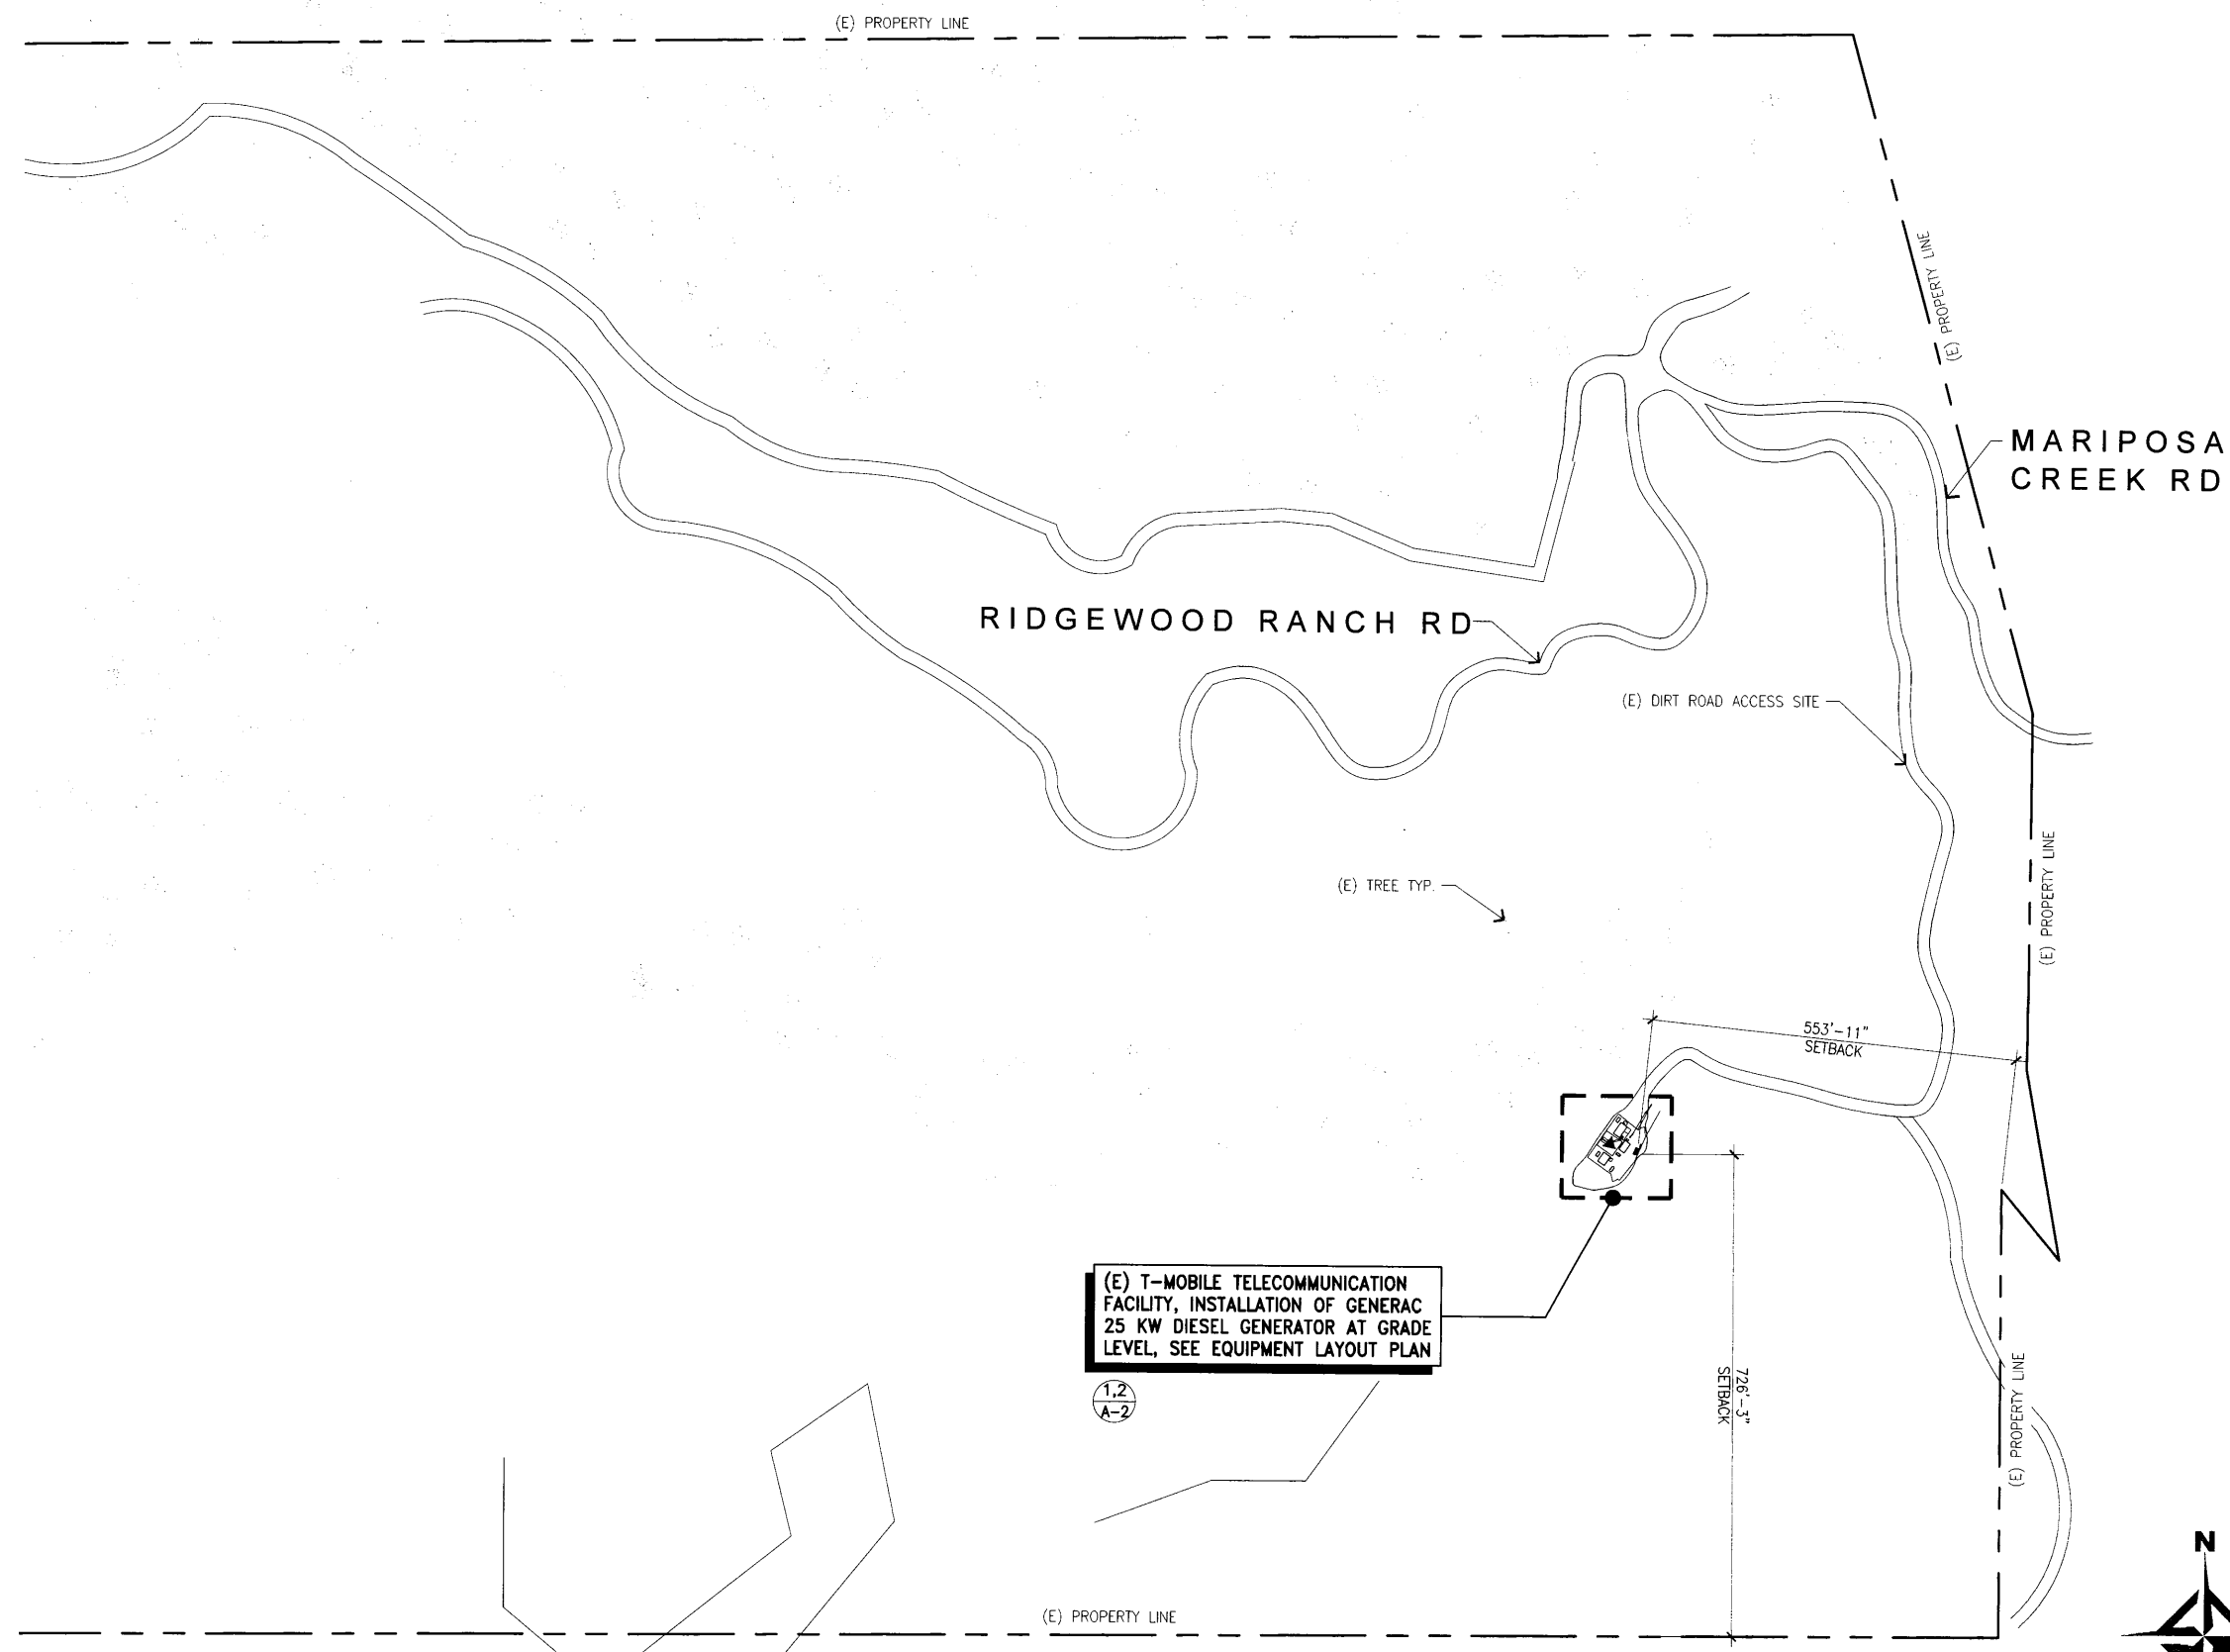 (E) PROPERTY LINE
(E) PROPERTY LINE
MARIPOSA
CREEK RD
RIDGEWOOD RANCH RD
(E) DIRT ROAD ACCESS SITE
(E) TREE TYP.
(E) PROPERTY LINE
553'-11"
SETBACK
(E) T-MOBILE TELECOMMUNICATION
FACILITY, INSTALLATION OF GENERAC
25 KW DIESEL GENERATOR AT GRADE
LEVEL, SEE EQUIPMENT LAYOUT PLAN
1,2
A-2
726'-3"
SETBACK
(E) PROPERTY LINE
(E) PROPERTY LINE
N